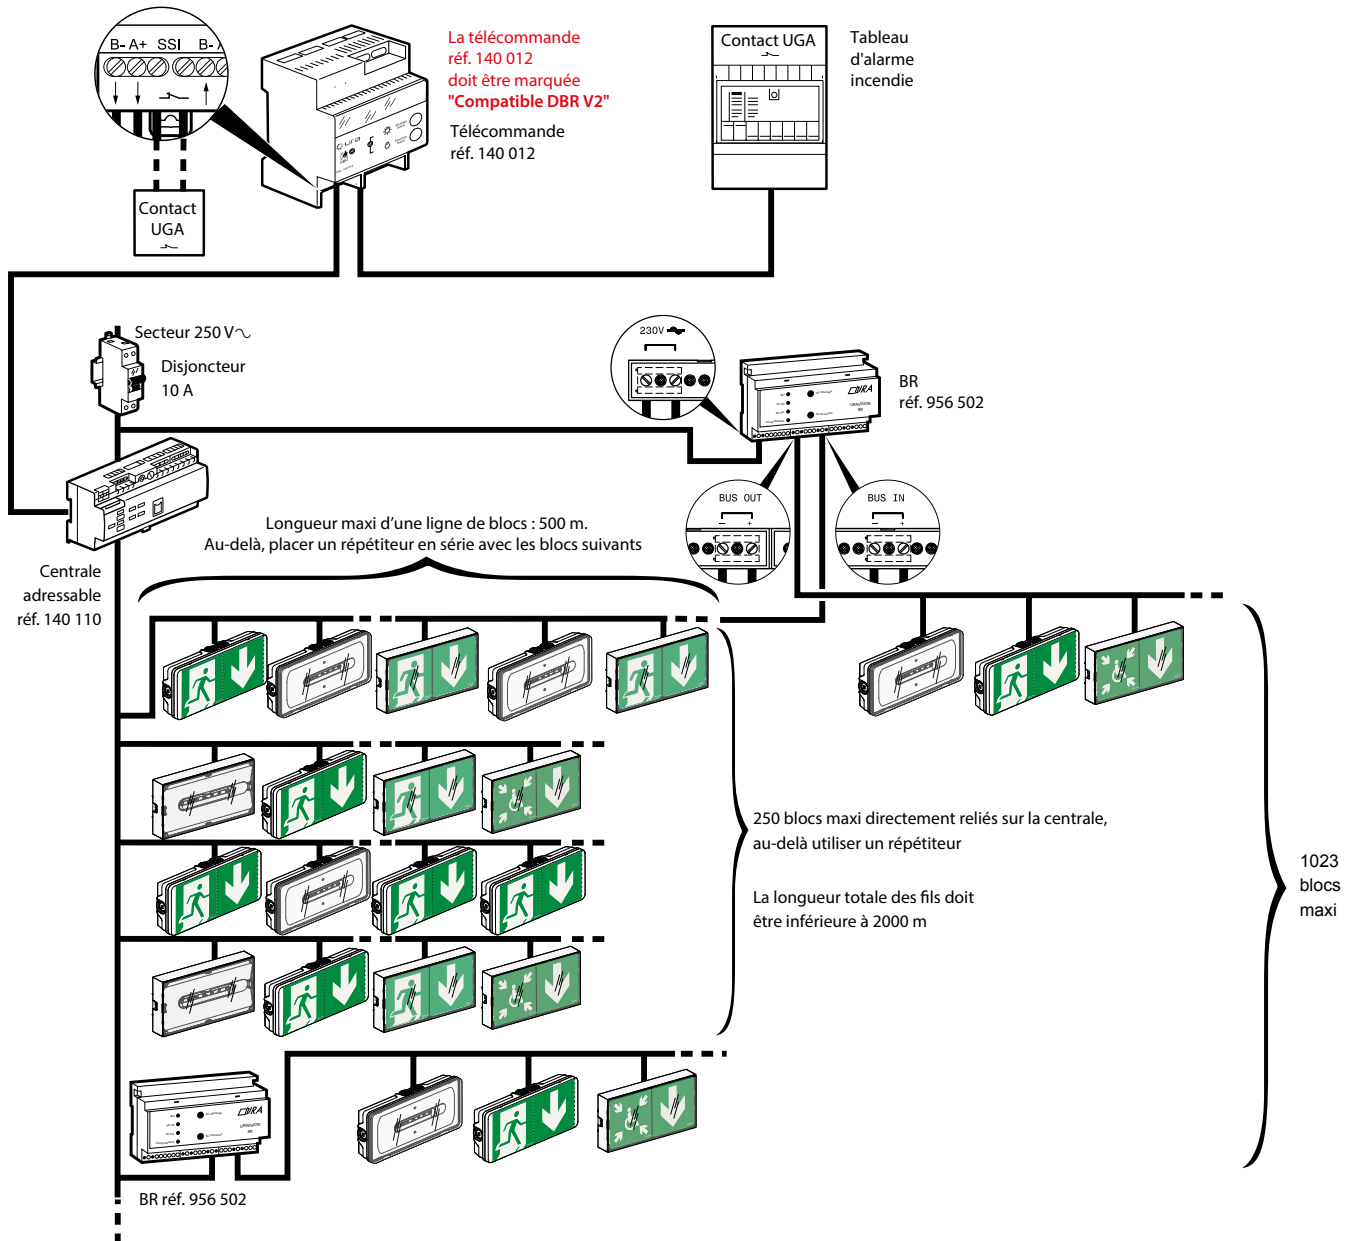 B- A+ SSI B-
La télécommande
réf. 140 012
doit être marquée
"Compatible DBR V2"
Télécommande
réf. 140 012
ura
Contact UGA
Tableau
d'alarme
incendie
Contact
UGA
Secteur 250 V
Disjoncteur
10 A
230V
URA
BR
réf. 956 502
BUS OUT
- +
BUS IN
- +
Longueur maxi d'une ligne de blocs : 500 m.
Au-delà, placer un répétiteur en série avec les blocs suivants
Centrale
adressable
réf. 140 110
250 blocs maxi directement reliés sur la centrale,
au-delà utiliser un répétiteur
La longueur totale des fils doit
être inférieure à 2000 m
1023
blocs
maxi
URA
BR réf. 956 502